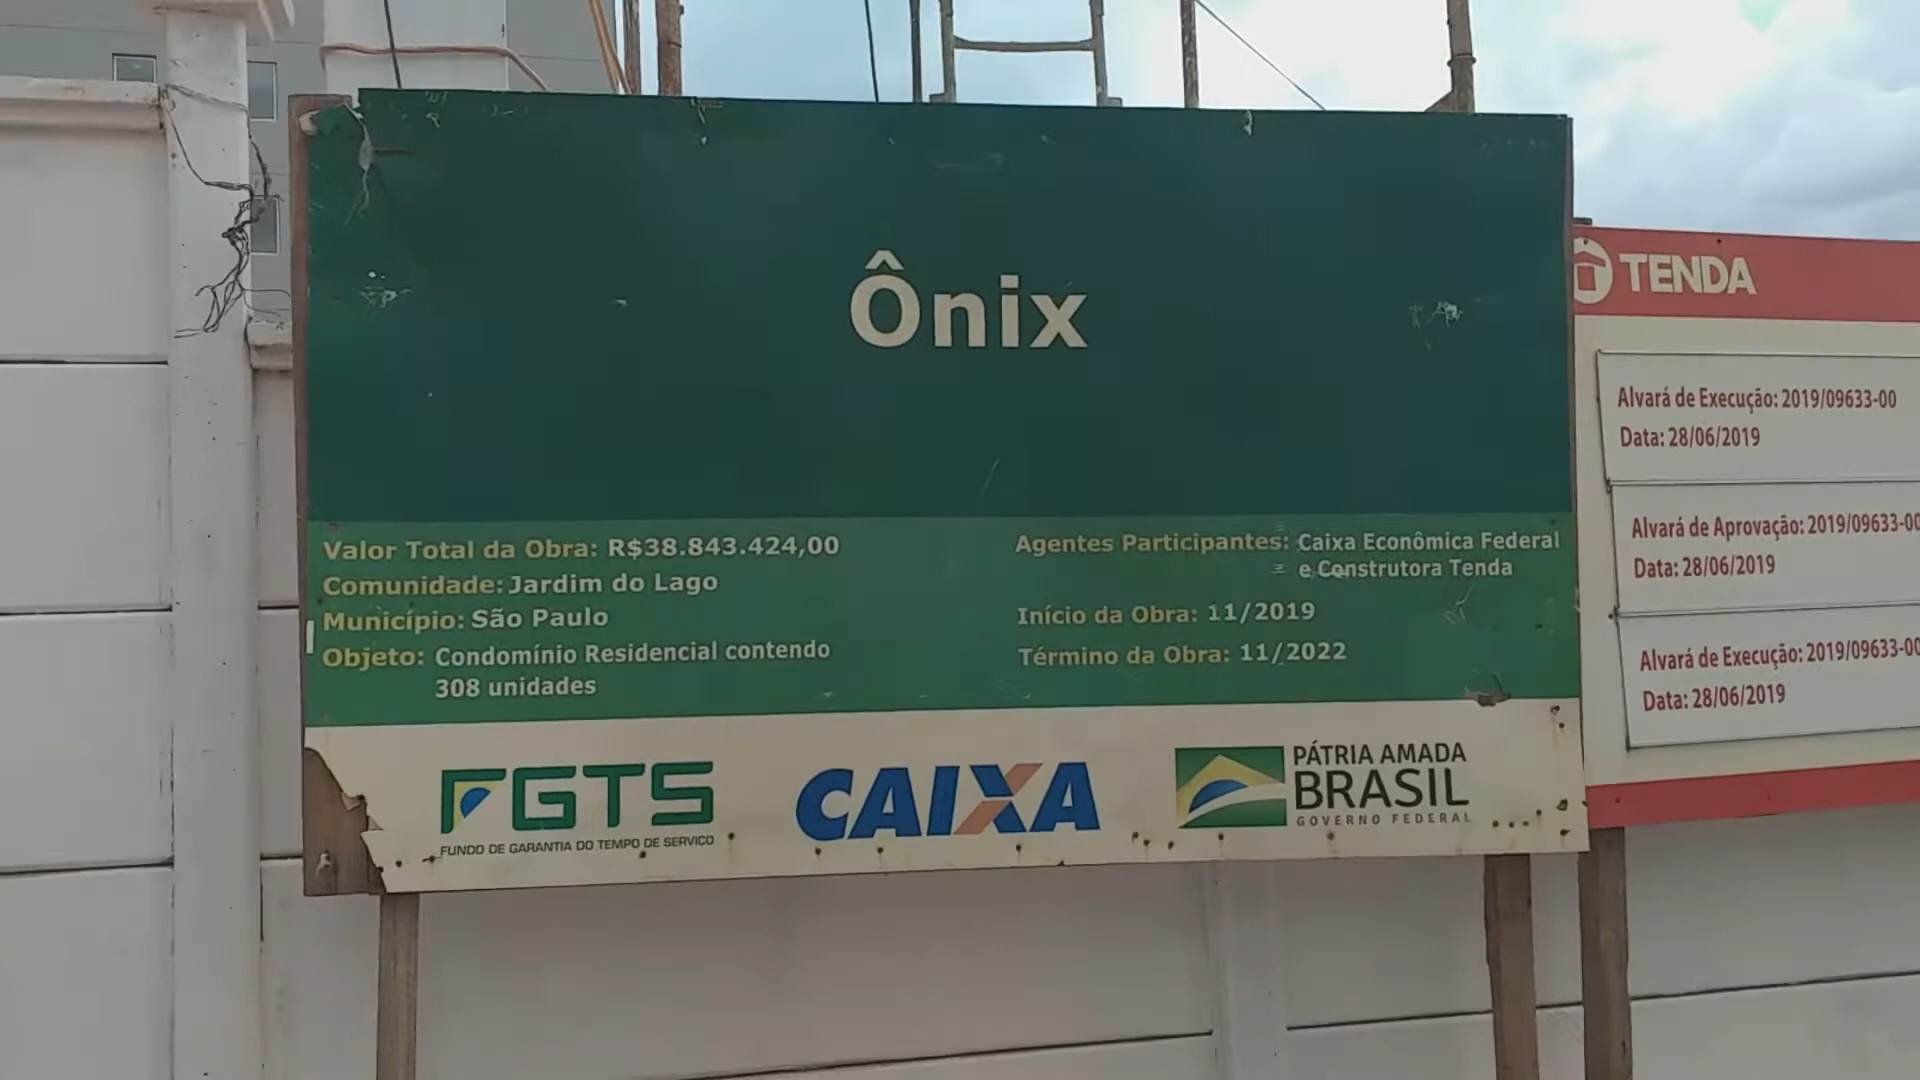 Ônix
Valor Total da Obra: R$38.843.424,00
Comunidade: Jardim do Lago
Município: São Paulo
Objeto: Condomínio Residencial contendo
308 unidades
Agentes Participantes: Caixa Econômica Federal
e Construtora Tenda
Início da Obra: 11/2019
Término da Obra: 11/2022
FGTS
FUNDO DE GARANTIA DO TEMPO DE SERVIÇO
CAIXA
PÁTRIA AMADA
BRASIL
GOVERNO FEDERAL
TENDA
Alvará de Execução: 2019/09633-00
Data: 28/06/2019
Alvará de Aprovação: 2019/09633-00
Data: 28/06/2019
Alvará de Execução: 2019/09633-00
Data: 28/06/2019